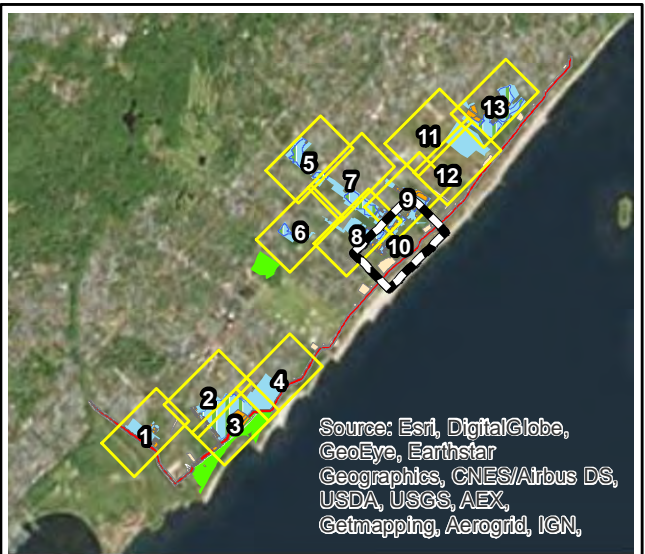 13
11
5
12
7
9
6
8
10
4
2
3
1
Source: Esri, DigitalGlobe,
GeoEye, Earthstar
Geographics, CNES/Airbus DS,
USDA, USGS, AEX,
Getmapping, Aerogrid, IGN,